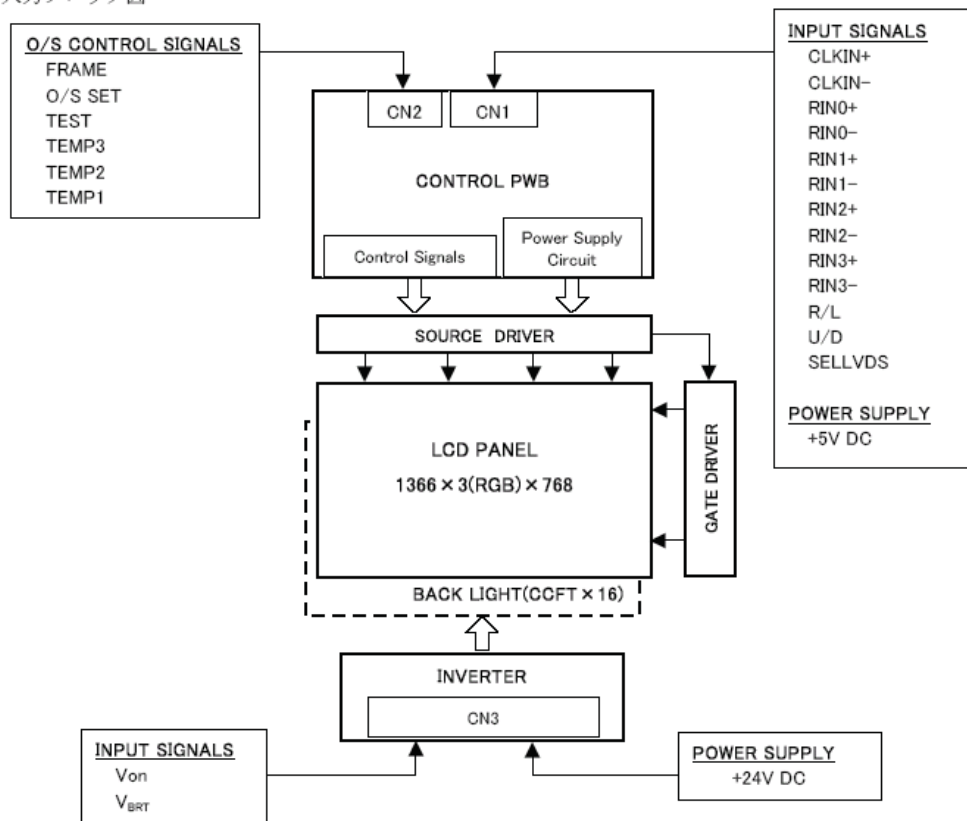 O/S CONTROL SIGNALS
FRAME
O/S SET
TEST
TEMP3
TEMP2
TEMP1
INPUT SIGNALS
CLKIN+
CLKIN-
RIN0+
RIN0-
RIN1+
RIN1-
RIN2+
RIN2-
RIN3+
RIN3-
R/L
U/D
SELLVDS
POWER SUPPLY
+5V DC
CN2
CN1
CONTROL PWB
Control Signals
Power Supply
Circuit
SOURCE DRIVER
LCD PANEL
1366×3(RGB)×768
GATE DRIVER
BACK LIGHT(CCFT×16)
INVERTER
CN3
INPUT SIGNALS
Von
VBRT
POWER SUPPLY
+24V DC